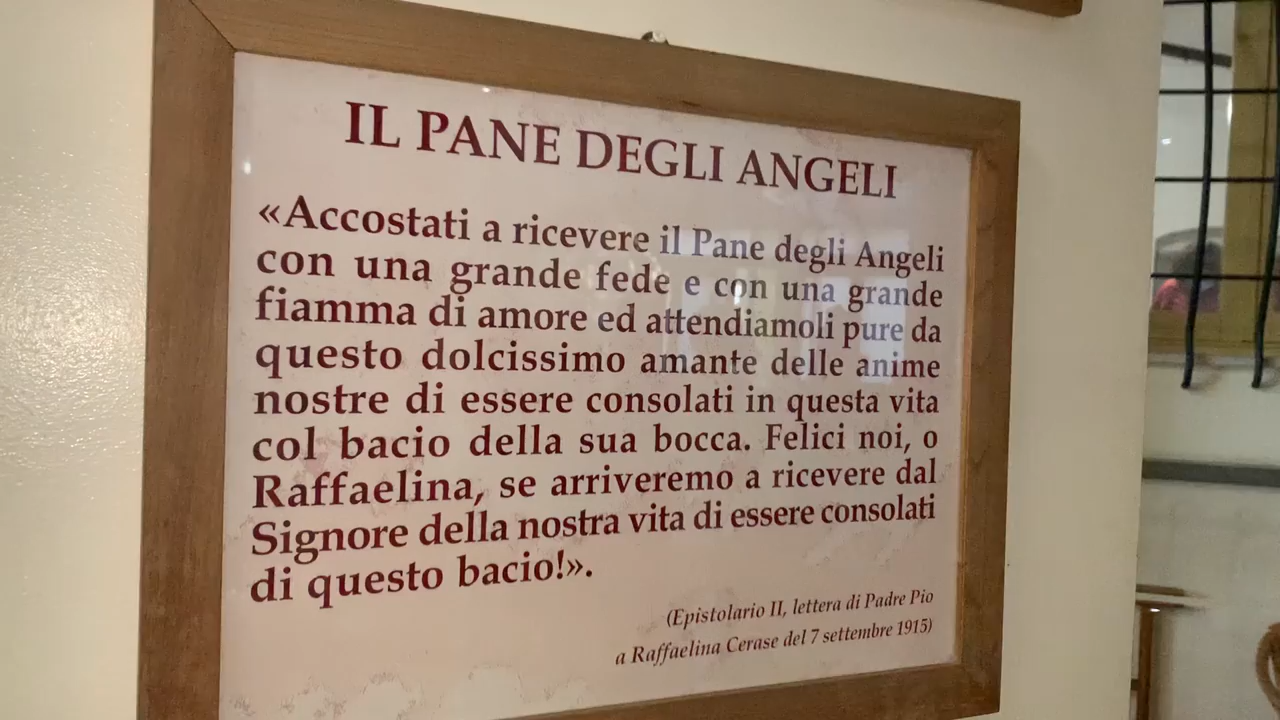 IL PANE DEGLI ANGELI
«Accostati a ricevere il Pane degli Angeli
con una grande fede e con una grande
fiamma di amore ed attendiamoli pure da
questo dolcissimo amante delle anime
nostre di essere consolati in questa vita
col bacio della sua bocca. Felici noi, o
Raffaelina, se arriveremo a ricevere dal
Signore della nostra vita di essere consolati
di questo bacio!».
(Epistolario II, lettera di Padre Pio
a Raffaelina Cerase del 7 settembre 1915)